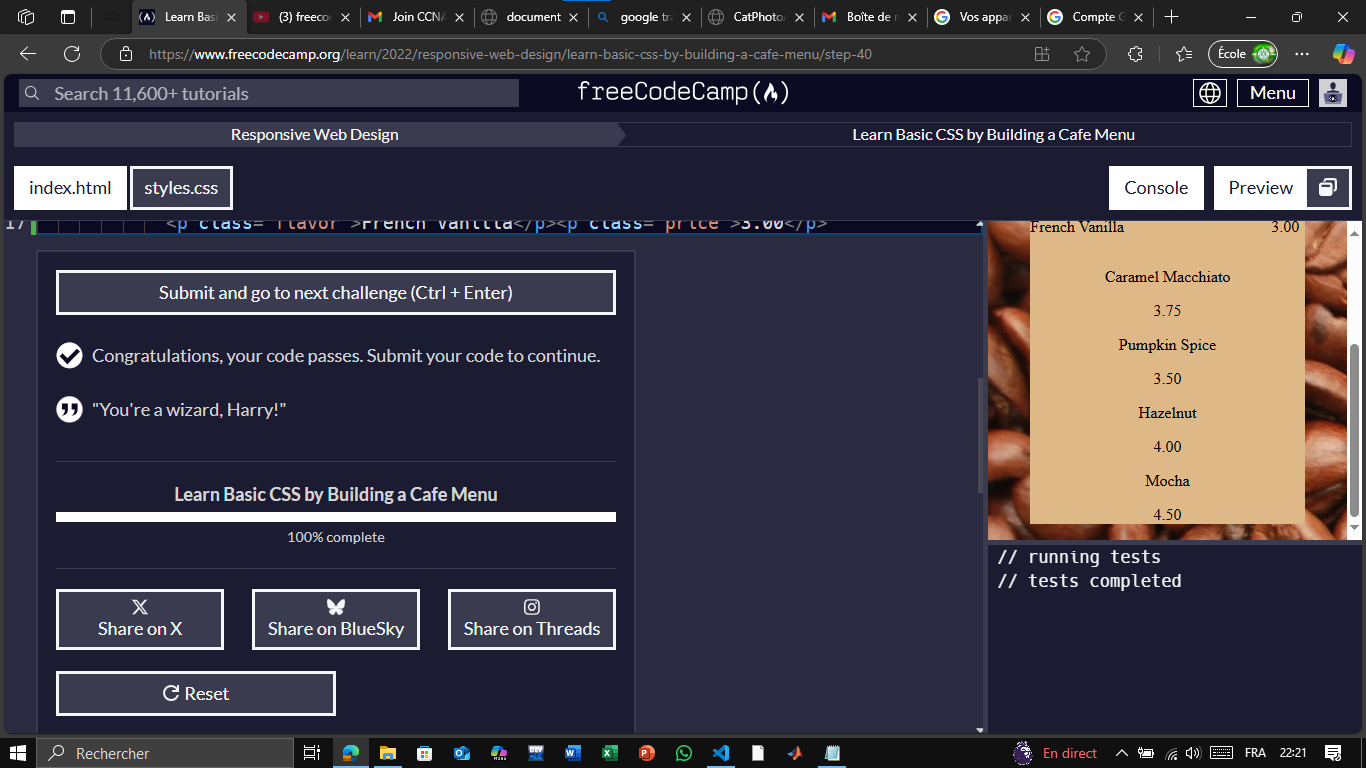 Learn Basi
(3) freecod
Join CCNA
document
google tra
CatPhotoA
Boîte de r
Vos appar
Compte G
https://www.freecodecamp.org/learn/2022/responsive-web-design/learn-basic-css-by-building-a-cafe-menu/step-40
École
Search 11,600+ tutorials
freeCodeCamp
Menu
Responsive Web Design
Learn Basic CSS by Building a Cafe Menu
index.html
styles.css
Console
Preview
17 <p class="flavor">French Vanilla</p><p class="price">3.00</p>
Submit and go to next challenge (Ctrl + Enter)
Congratulations, your code passes. Submit your code to continue.
"You're a wizard, Harry!"
Learn Basic CSS by Building a Cafe Menu
100% complete
Share on X
Share on BlueSky
Share on Threads
Reset
French Vanilla 3.00
Caramel Macchiato
3.75
Pumpkin Spice
3.50
Hazelnut
4.00
Mocha
4.50
// running tests
// tests completed
Rechercher
En direct
FRA
22:21